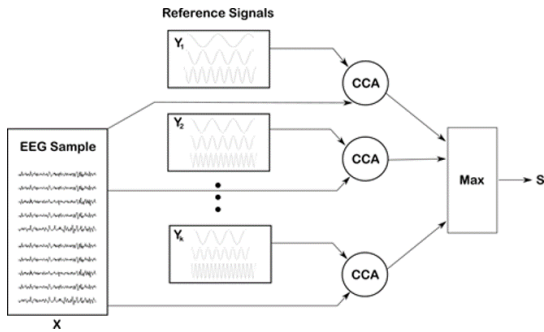 Reference Signals
Y1
CCA
EEG Sample
Y2
CCA
Max
S
Yk
CCA
X